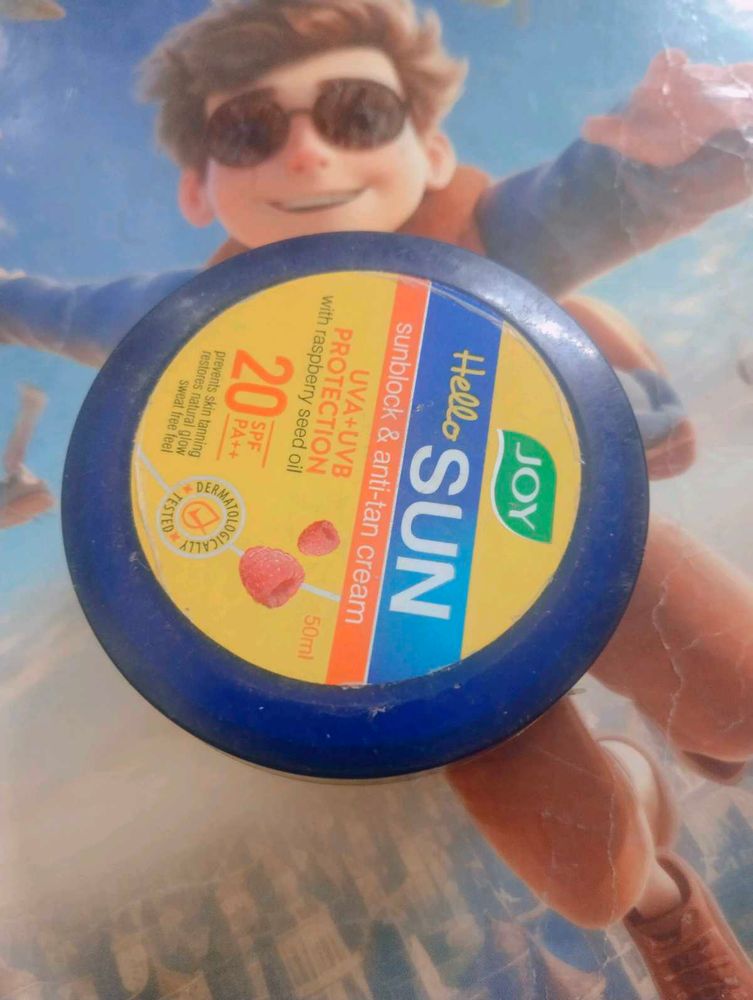 JOY
Hello
SUN
sunblock & anti-tan cream
UVA+UVB
PROTECTION
with raspberry seed oil
20 SPF
PA++
prevents skin tanning
restores natural glow
sweat free feel
DERMATOLOGICALLY
TESTED
50ml